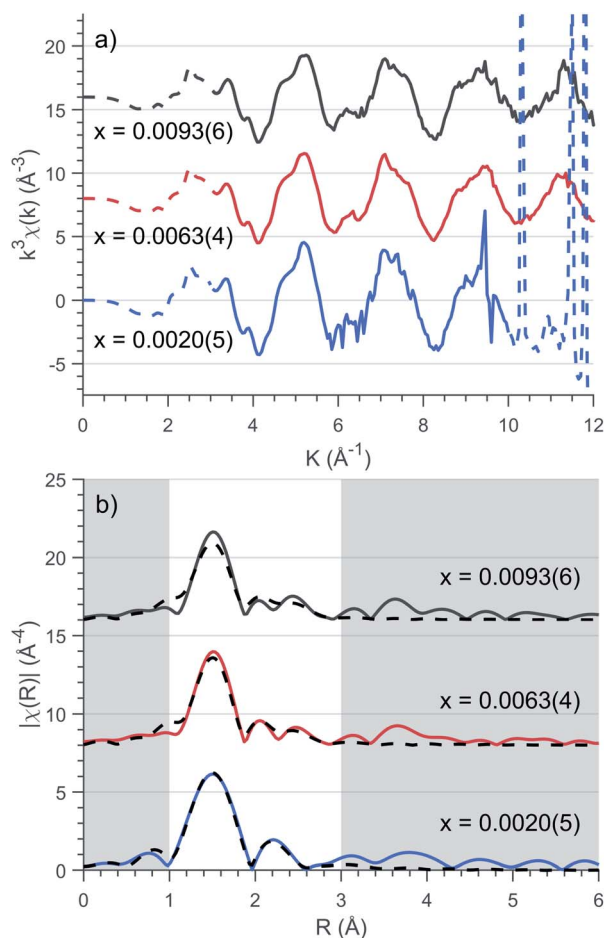 a)
20
15
10
5
0
-5
k³χ(k) (Å⁻³)
x = 0.0093(6)
x = 0.0063(4)
x = 0.0020(5)
0 2 4 6 8 10 12
K (Å⁻¹)
b)
25
20
15
10
5
0
|χ(R)| (Å⁻⁴)
x = 0.0093(6)
x = 0.0063(4)
x = 0.0020(5)
0 1 2 3 4 5 6
R (Å)